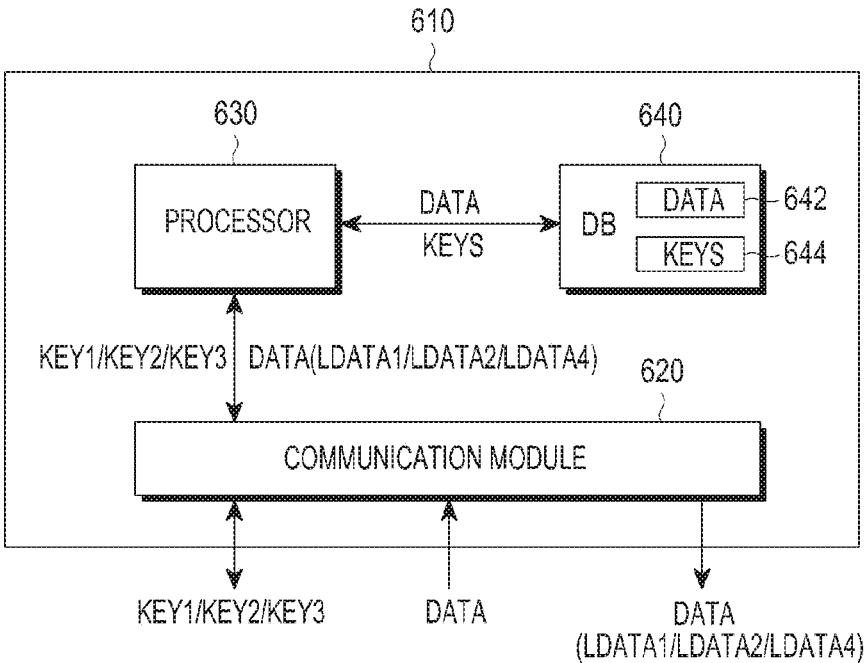 610
630
640
PROCESSOR
DATA
KEYS
DB
DATA
642
KEYS
644
KEY1/KEY2/KEY3
DATA(LDATA1/LDATA2/LDATA4)
620
COMMUNICATION MODULE
KEY1/KEY2/KEY3
DATA
DATA
(LDATA1/LDATA2/LDATA4)